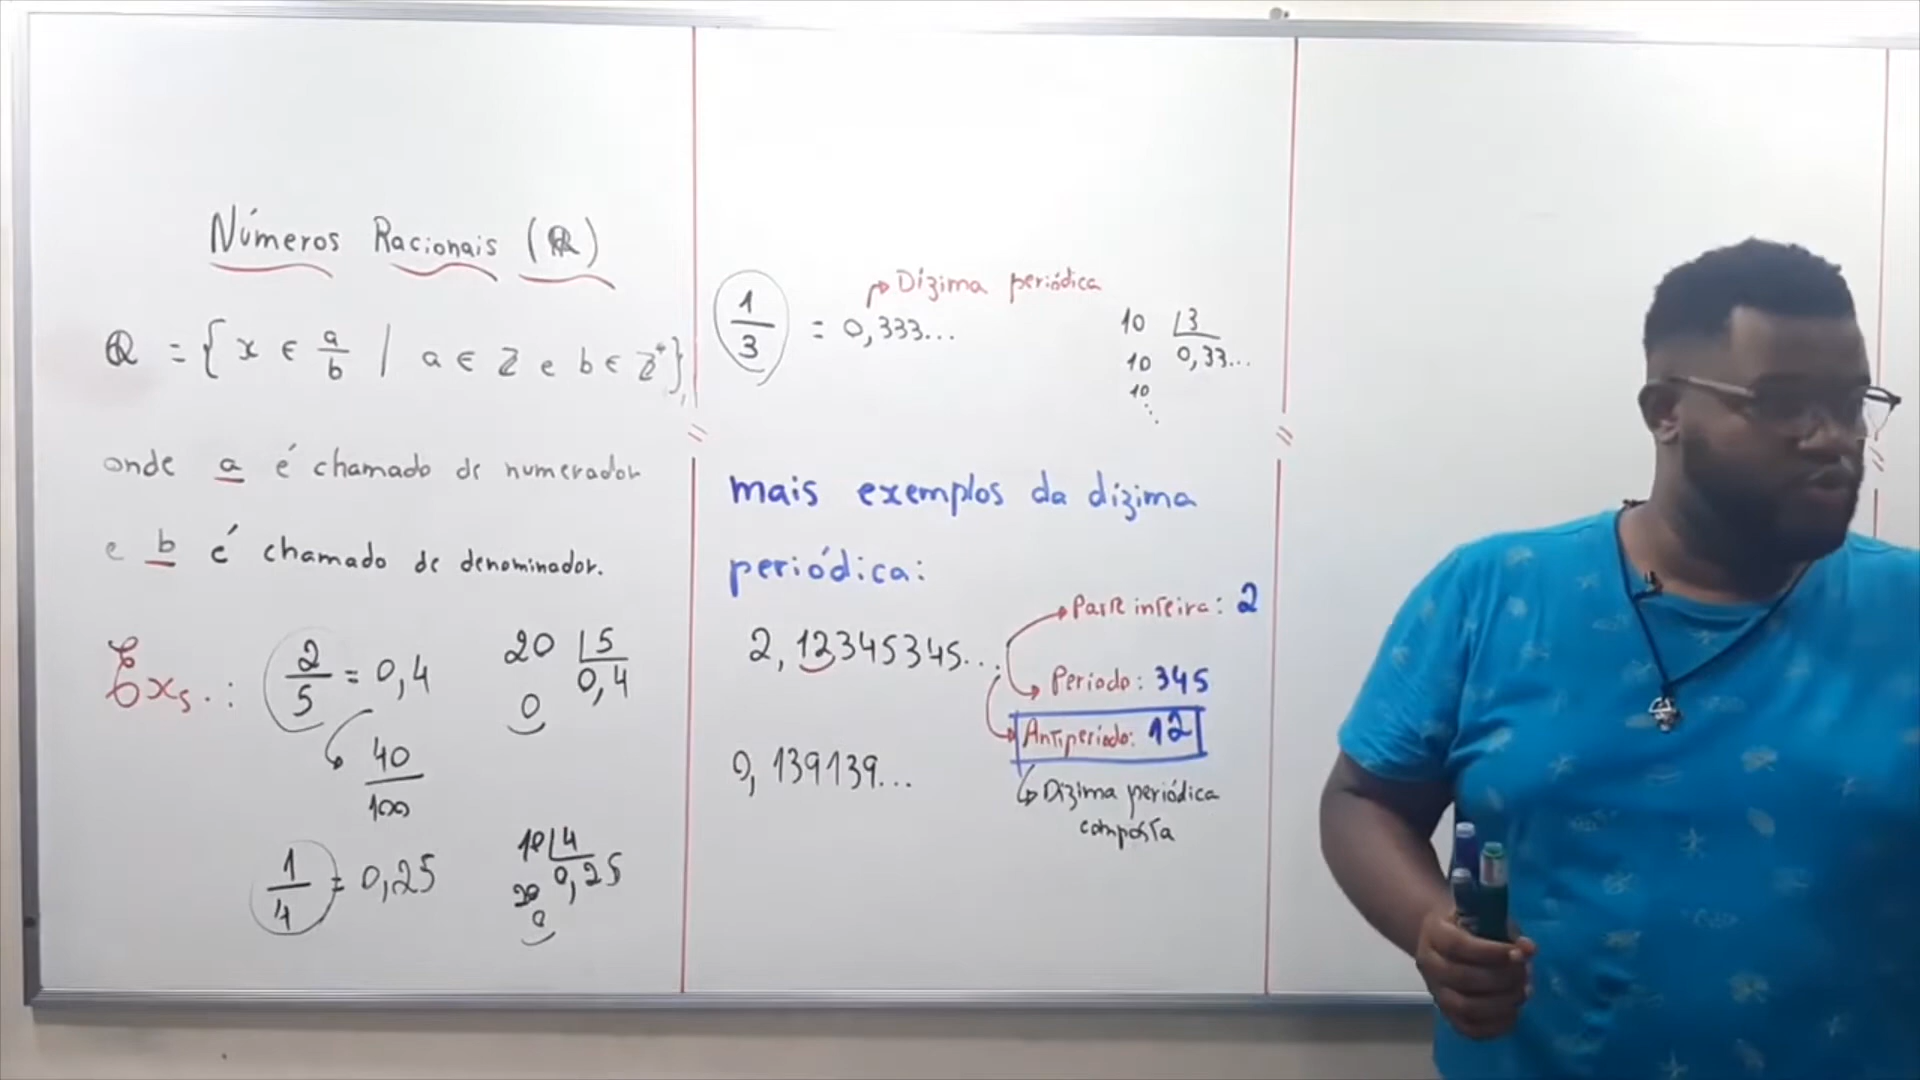 Números Racionais (ℚ)
ℚ = { x ∈ a/b / a ∈ ℤ e b ∈ ℤ* },
onde a é chamado de numerador
e b é chamado de denominador.
Exs.: 2/5 = 0,4
40/100
20 5
0 0,4
1/4 = 0,25
10 4
20 0,25
0
1/3 = 0,333...
Dízima periódica
10 3
10 0,33...
10
mais exemplos da dízima
periódica:
2,12345345...
Parte inteira: 2
Período: 345
Antiperíodo: 12
Dízima periódica
composta
0,139139...